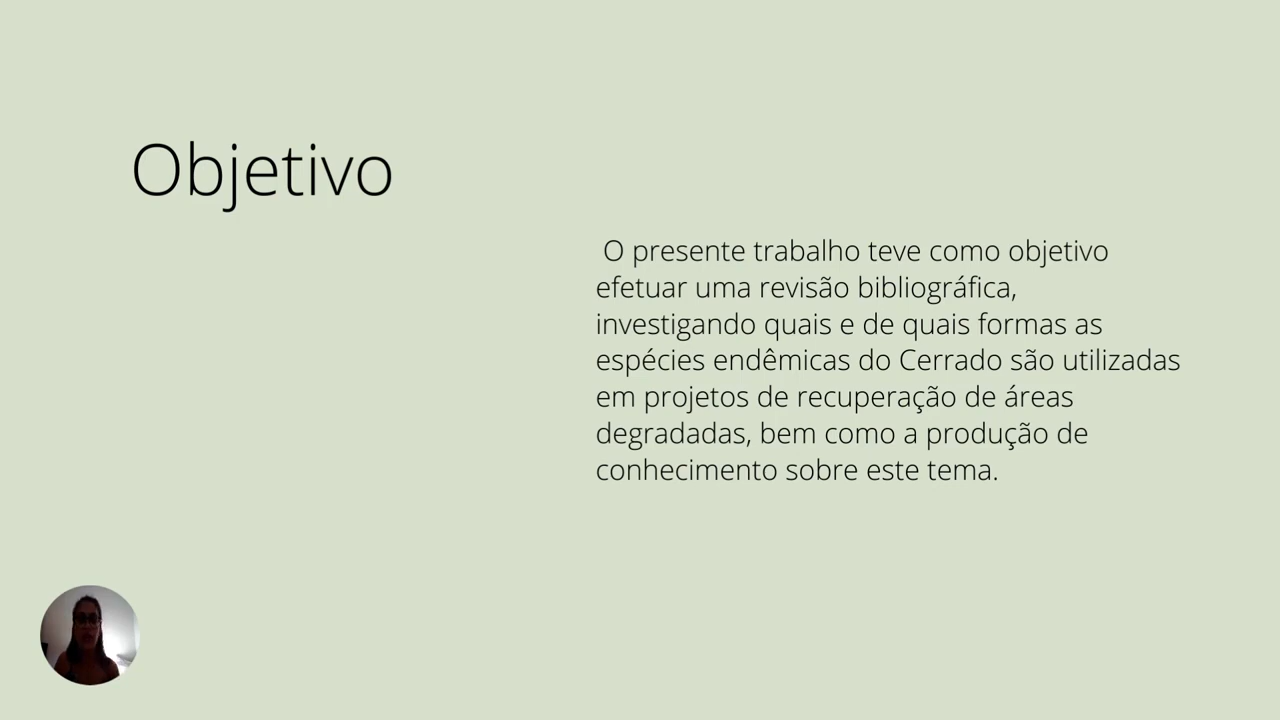 Objetivo
O presente trabalho teve como objetivo
efetuar uma revisão bibliográfica,
investigando quais e de quais formas as
espécies endêmicas do Cerrado são utilizadas
em projetos de recuperação de áreas
degradadas, bem como a produção de
conhecimento sobre este tema.